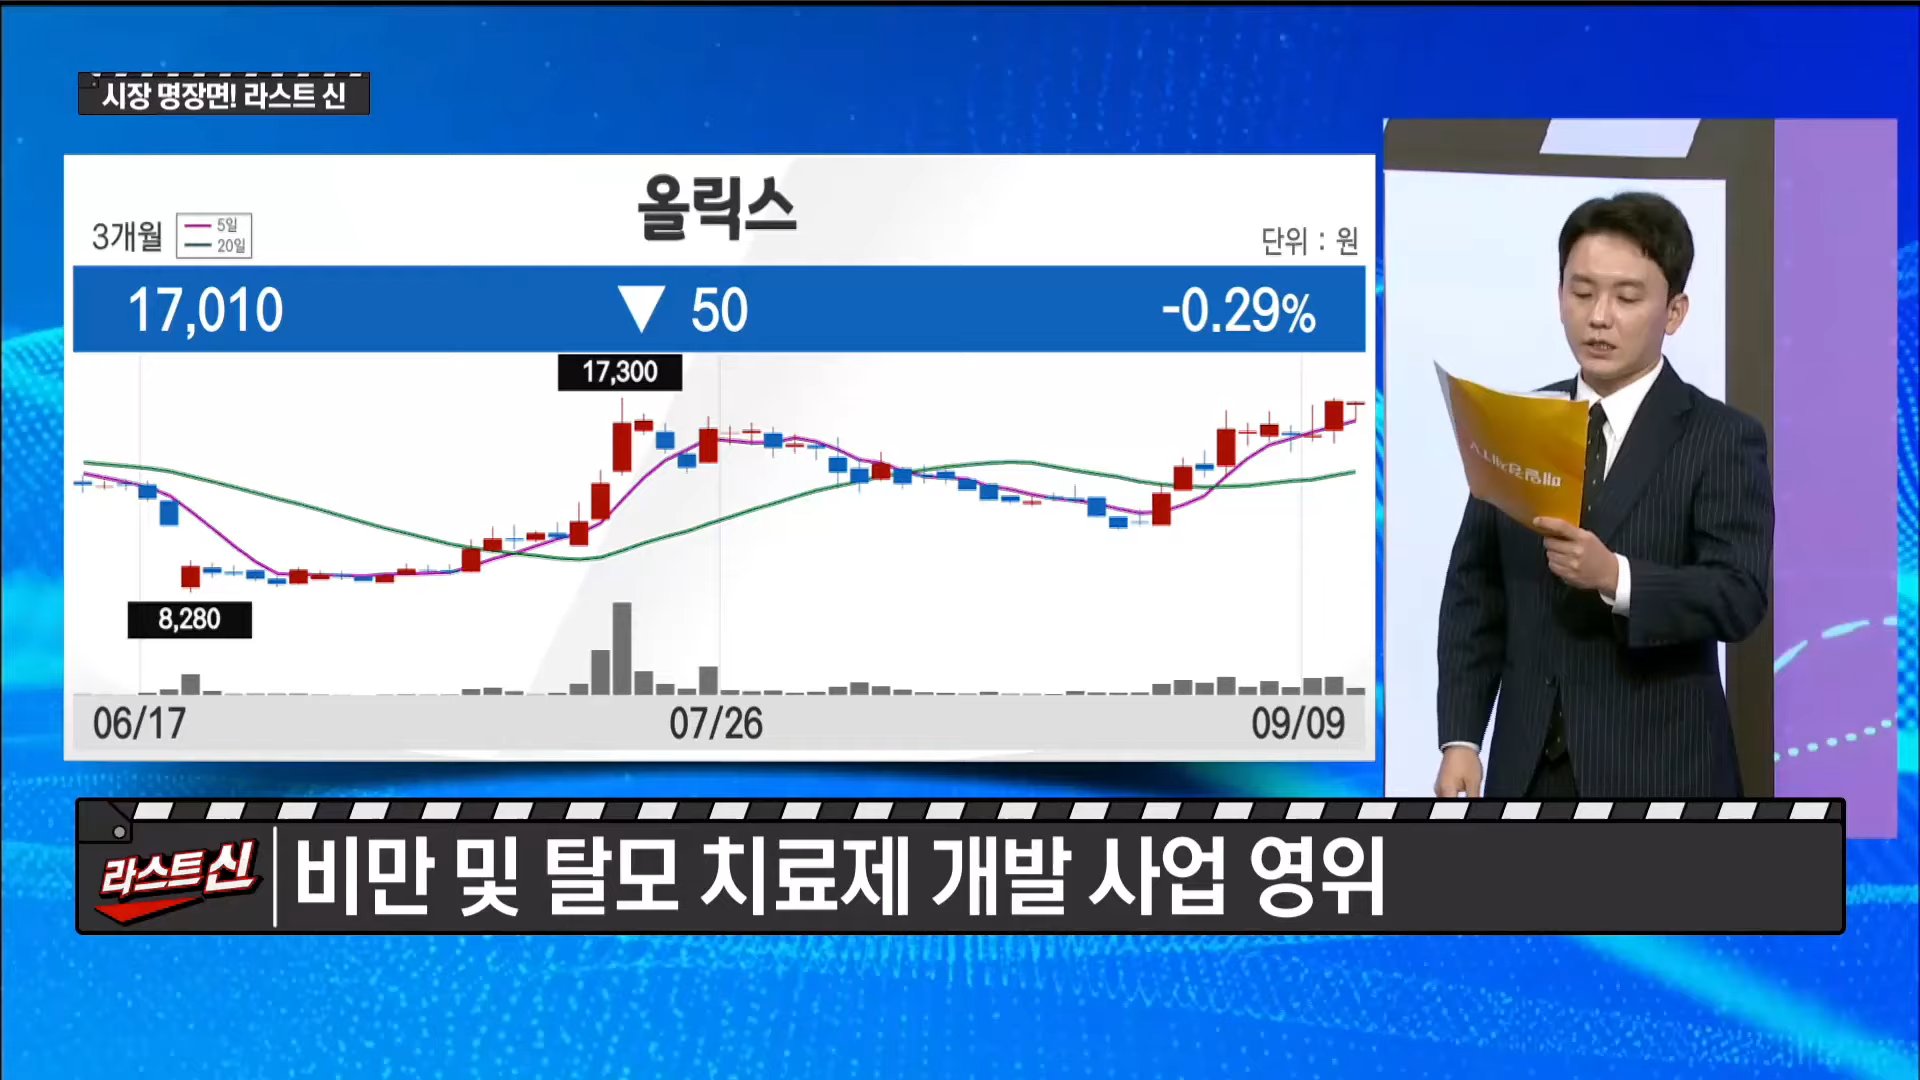 시장 명장면! 라스트 신
올릭스
3개월
5일
20일
단위 : 원
17,010 ▼ 50 -0.29%
17,300
8,280
06/17 07/26 09/09
라스트신
비만 및 탈모 치료제 개발 사업 영위